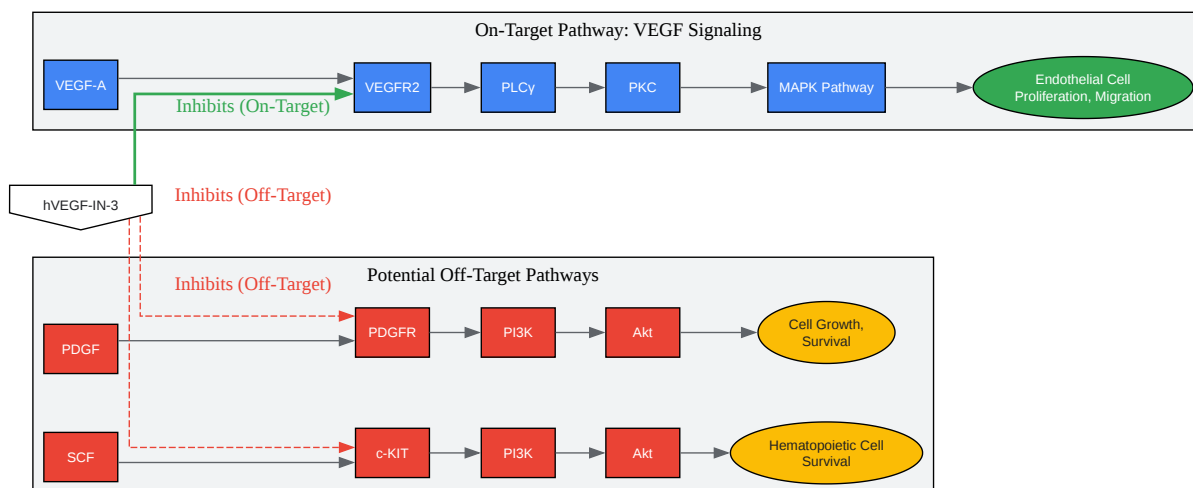 On-Target Pathway: VEGF Signaling
VEGF-A
VEGFR2
PLCγ
PKC
MAPK Pathway
Endothelial Cell
Proliferation, Migration
Inhibits (On-Target)
Inhibits (Off-Target)
hVEGF-IN-3
Potential Off-Target Pathways
Inhibits (Off-Target)
PDGF
PDGFR
PI3K
Akt
Cell Growth,
Survival
SCF
c-KIT
PI3K
Akt
Hematopoietic Cell
Survival